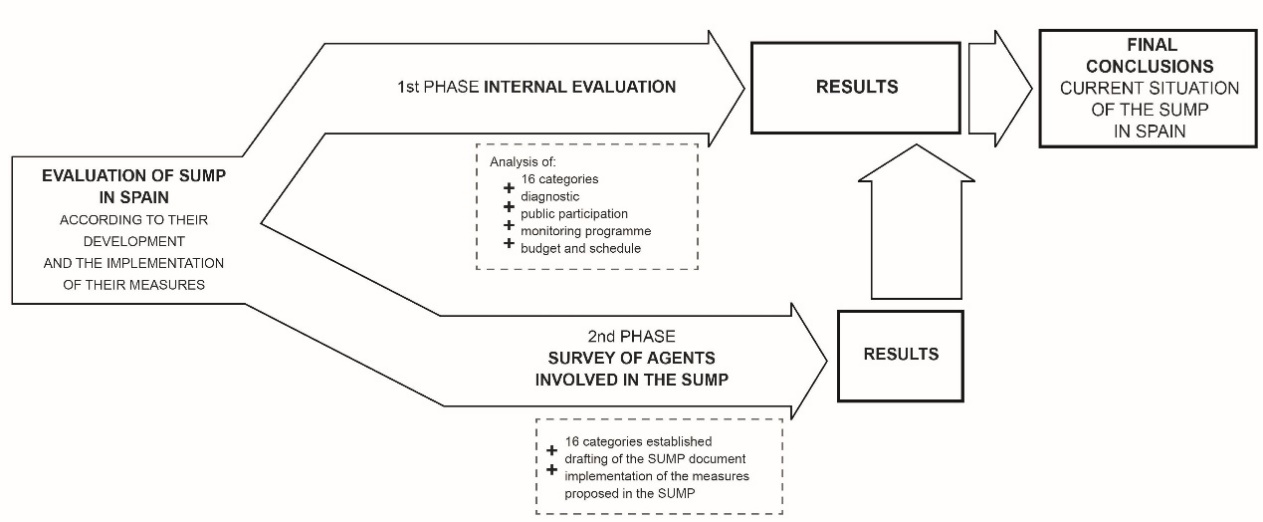 1st PHASE INTERNAL EVALUATION
RESULTS
FINAL
CONCLUSIONS
CURRENT SITUATION
OF THE SUMP
IN SPAIN
EVALUATION OF SUMP
IN SPAIN
ACCORDING TO THEIR
DEVELOPMENT
AND THE IMPLEMENTATION
OF THEIR MEASURES
Analysis of:
16 categories
+ diagnostic
+ public participation
+ monitoring programme
+ budget and schedule
2nd PHASE
SURVEY OF AGENTS
INVOLVED IN THE SUMP
RESULTS
16 categories established
+ drafting of the SUMP document
+ implementation of the measures
proposed in the SUMP